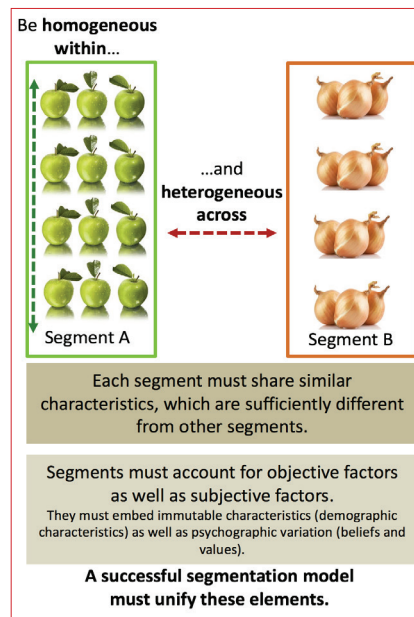 Be homogeneous
within...
...and
heterogeneous
across
Segment A
Segment B
Each segment must share similar
characteristics, which are sufficiently different
from other segments.
Segments must account for objective factors
as well as subjective factors.
They must embed immutable characteristics (demographic
characteristics) as well as psychographic variation (beliefs and
values).
A successful segmentation model
must unify these elements.